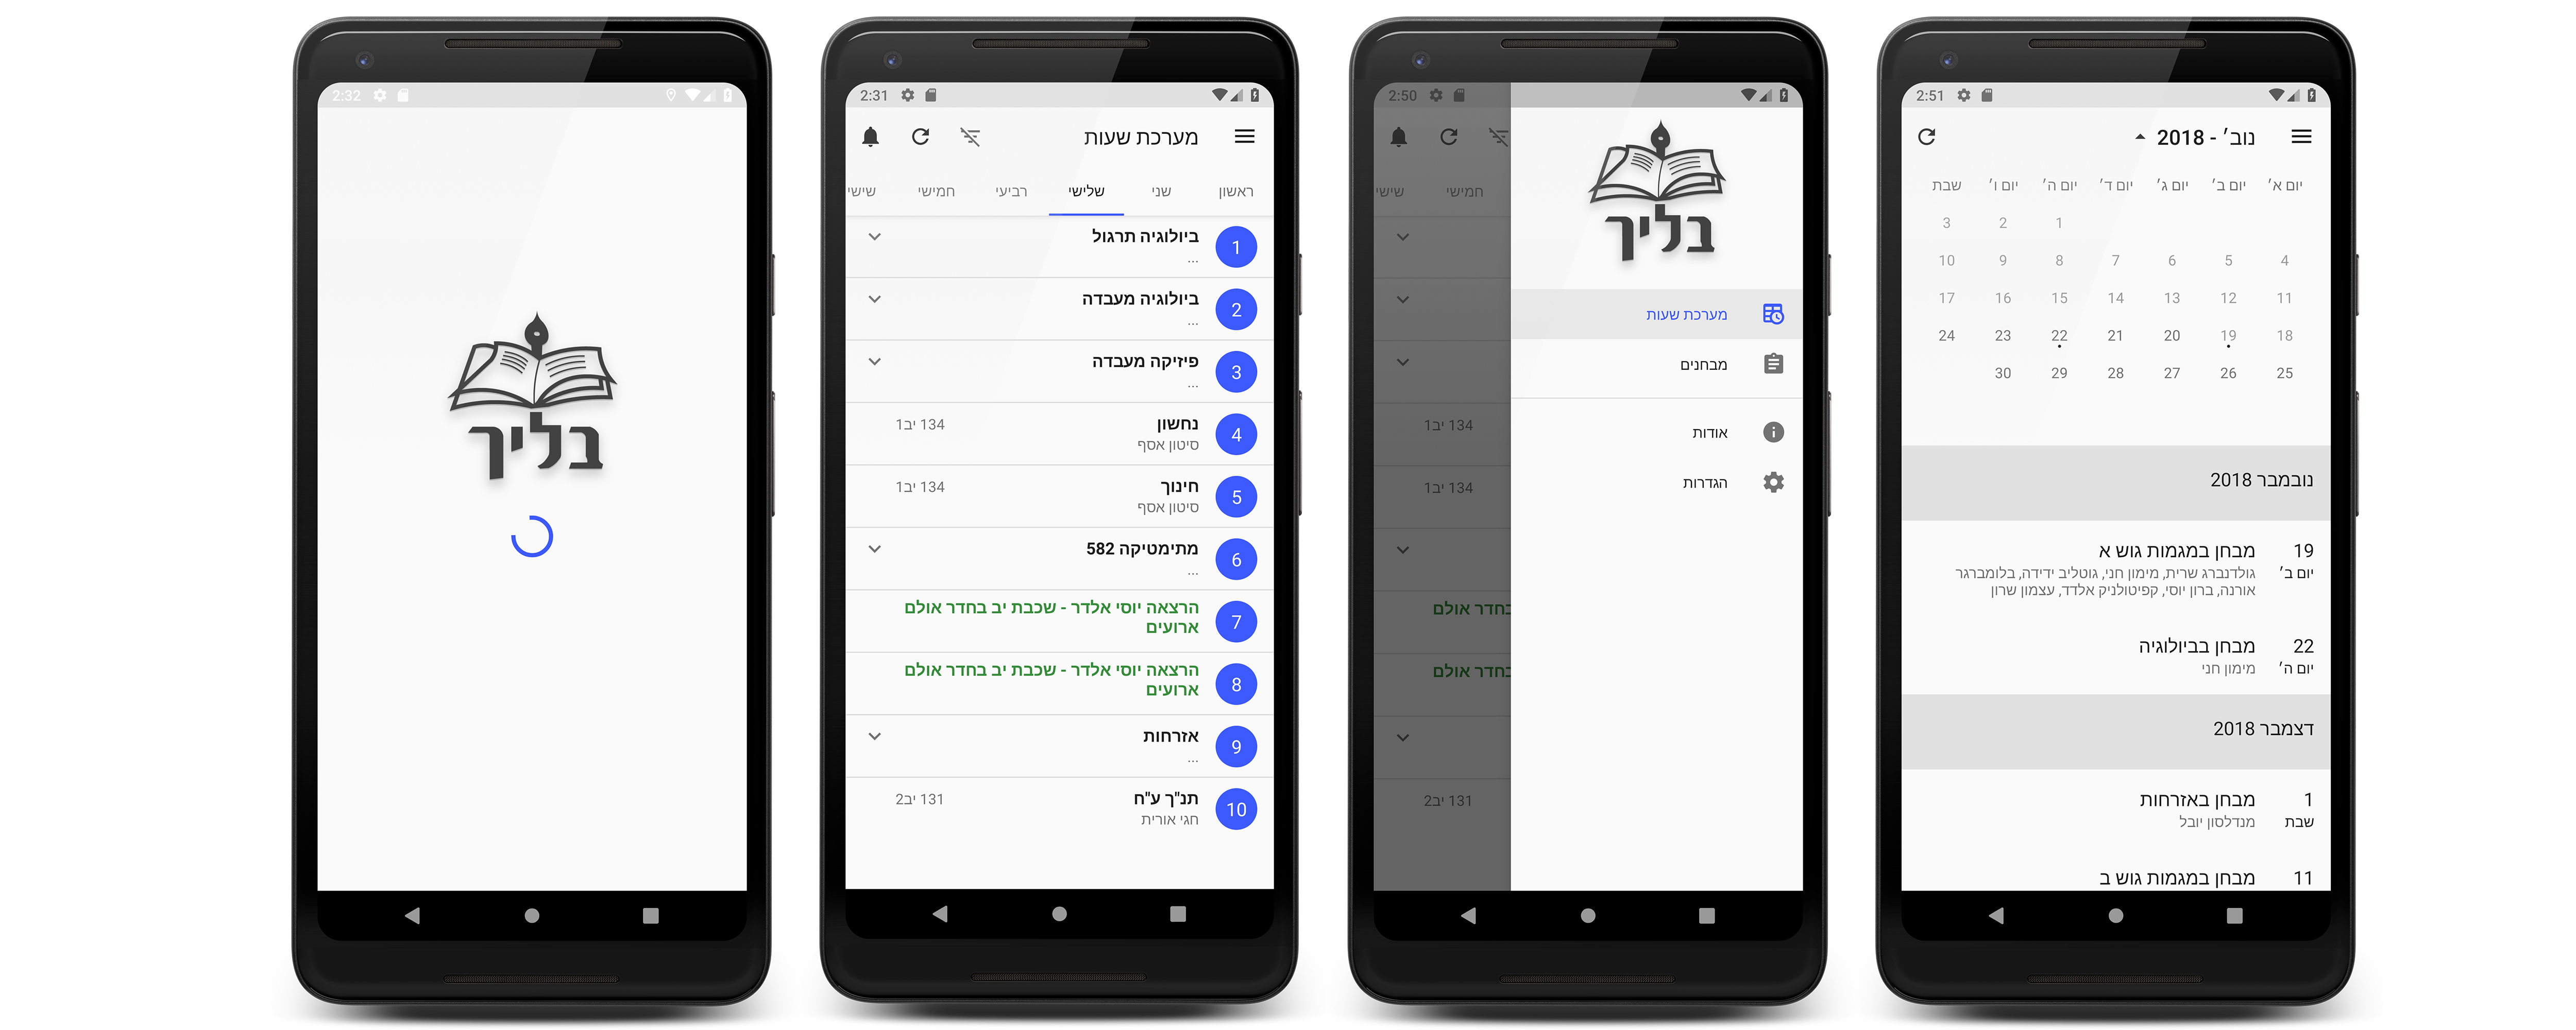 2:32
בליך
2:31
מערכת שעות
ראשון
שני
שלישי
רביעי
חמישי
שישי
1
ביולוגיה תרגול
...
2
ביולוגיה מעבדה
...
3
פיזיקה מעבדה
...
4
נחשון
134 יב1
סיטון אסף
5
חינוך
134 יב1
סיטון אסף
6
מתימטיקה 582
...
7
הרצאה יוסי אלדר - שכבת יב בחדר אולם
ארועים
8
הרצאה יוסי אלדר - שכבת יב בחדר אולם
ארועים
9
אזרחות
...
10
תנ"ך ע"ח
131 יב2
חגי אורית
2:50
חמישי
שישי
134 יב1
134 יב1
בחדר אולם
בחדר אולם
131 יב2
בליך
מערכת שעות
מבחנים
אודות
הגדרות
2:51
נוב׳ - 2018
יום א׳ יום ב׳ יום ג׳ יום ד׳ יום ה׳ יום ו׳ שבת
1 2 3
4 5 6 7 8 9 10
11 12 13 14 15 16 17
18 19 20 21 22 23 24
25 26 27 28 29 30
נובמבר 2018
19 מבחן במגמות גוש א
יום ב׳ גולדנברג שרית, מימון חני, גוטליב ידידה, בלומברגר
אורנה, ברון יוסי, קפיטולניק אלדד, עצמון שרון
22 מבחן בביולוגיה
יום ה׳ מימון חני
דצמבר 2018
1 מבחן באזרחות
שבת מנדלסון יובל
11 מבחן במגמות גוש ב